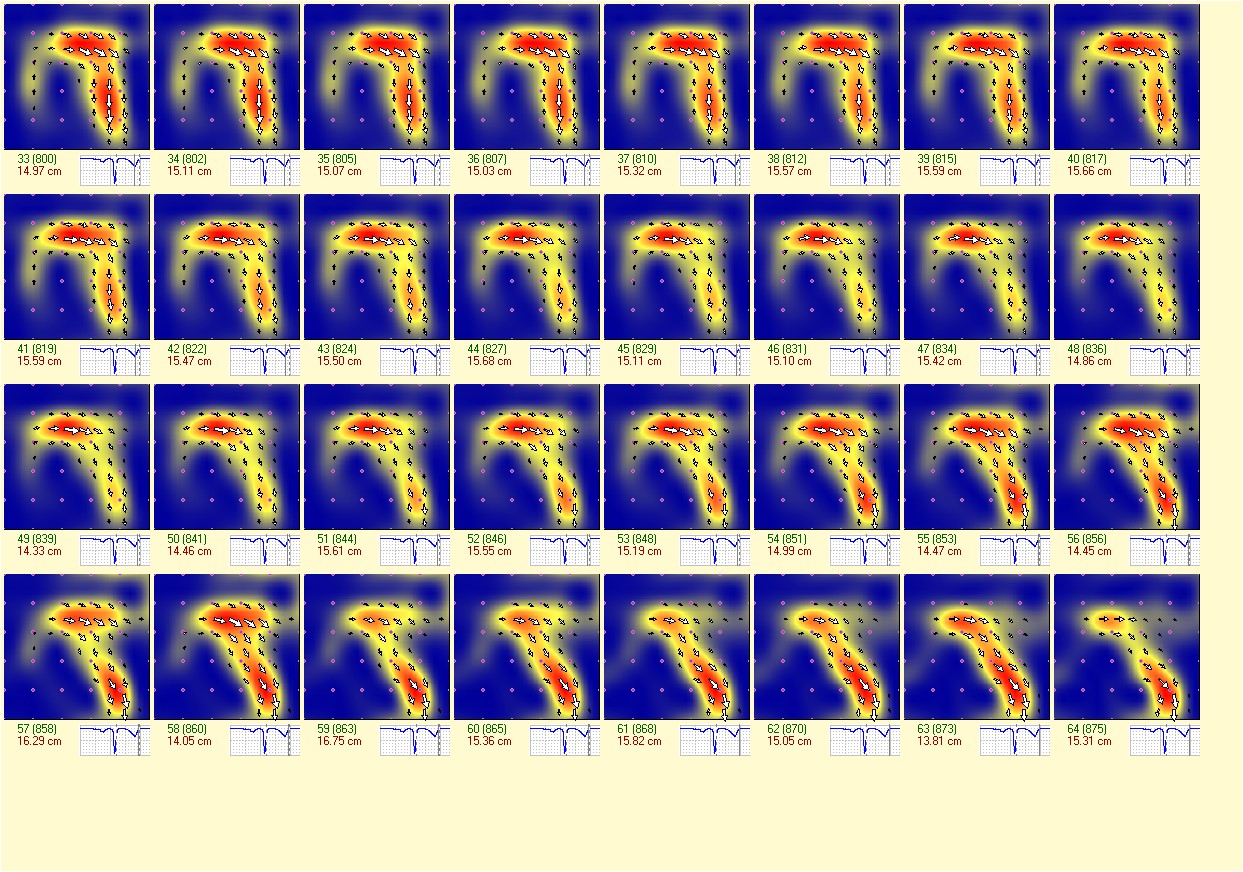 33 (800) 34 (802) 35 (805) 36 (807) 37 (810) 38 (812) 39 (815) 40 (817)
14.97 cm 15.11 cm 15.07 cm 15.03 cm 15.32 cm 15.57 cm 15.59 cm 15.66 cm
41 (819) 42 (822) 43 (824) 44 (827) 45 (829) 46 (831) 47 (834) 48 (836)
15.59 cm 15.47 cm 15.50 cm 15.68 cm 15.11 cm 15.10 cm 15.42 cm 14.86 cm
49 (839) 50 (841) 51 (844) 52 (846) 53 (848) 54 (851) 55 (853) 56 (856)
14.33 cm 14.46 cm 15.61 cm 15.55 cm 15.19 cm 14.99 cm 14.47 cm 14.45 cm
57 (858) 58 (860) 59 (863) 60 (865) 61 (868) 62 (870) 63 (873) 64 (875)
16.29 cm 14.05 cm 16.75 cm 15.36 cm 15.82 cm 15.05 cm 13.81 cm 15.31 cm